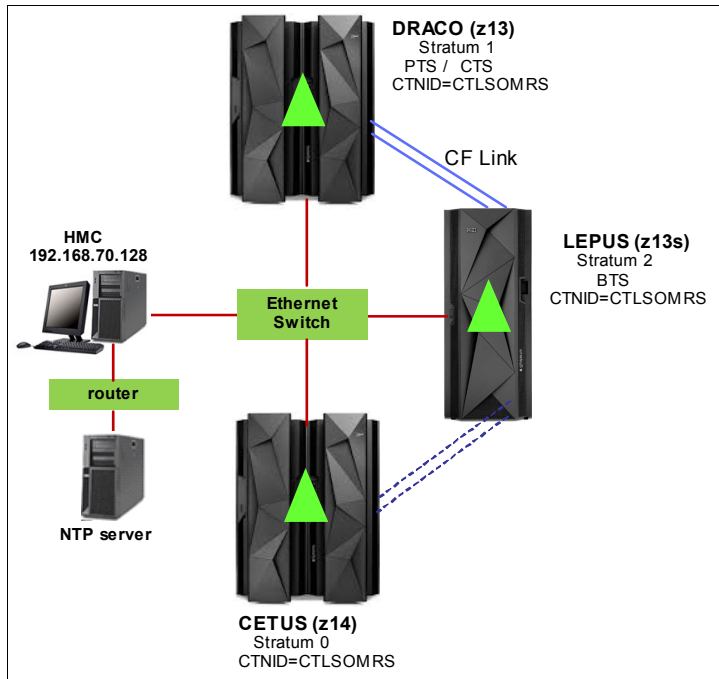 DRACO (z13)
Stratum 1
PTS / CTS
CTNID=CTLSOMRS
CF Link
HMC
192.168.70.128
LEPUS (z13s)
Stratum 2
BTS
CTNID=CTLSOMRS
Ethernet
Switch
router
NTP server
CETUS (z14)
Stratum 0
CTNID=CTLSOMRS